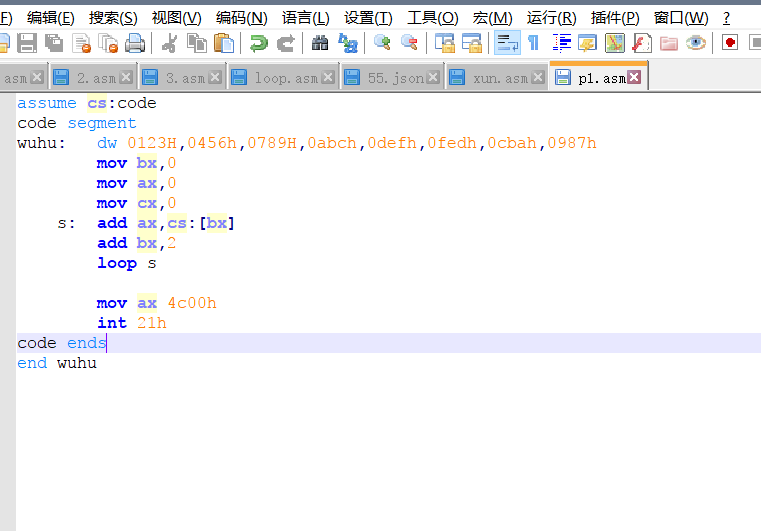 F) 编辑(E) 搜索(S) 视图(V) 编码(N) 语言(L) 设置(T) 工具(O) 宏(M) 运行(R) 插件(P) 窗口(W) ?
asm 2.asm 3.asm loop.asm 55.json xun.asm p1.asm
assume cs:code
code segment
wuhu: dw 0123H,0456h,0789H,0abch,0defh,0fedh,0cbah,0987h
mov bx,0
mov ax,0
mov cx,0
s: add ax,cs:[bx]
add bx,2
loop s
mov ax 4c00h
int 21h
code ends
end wuhu